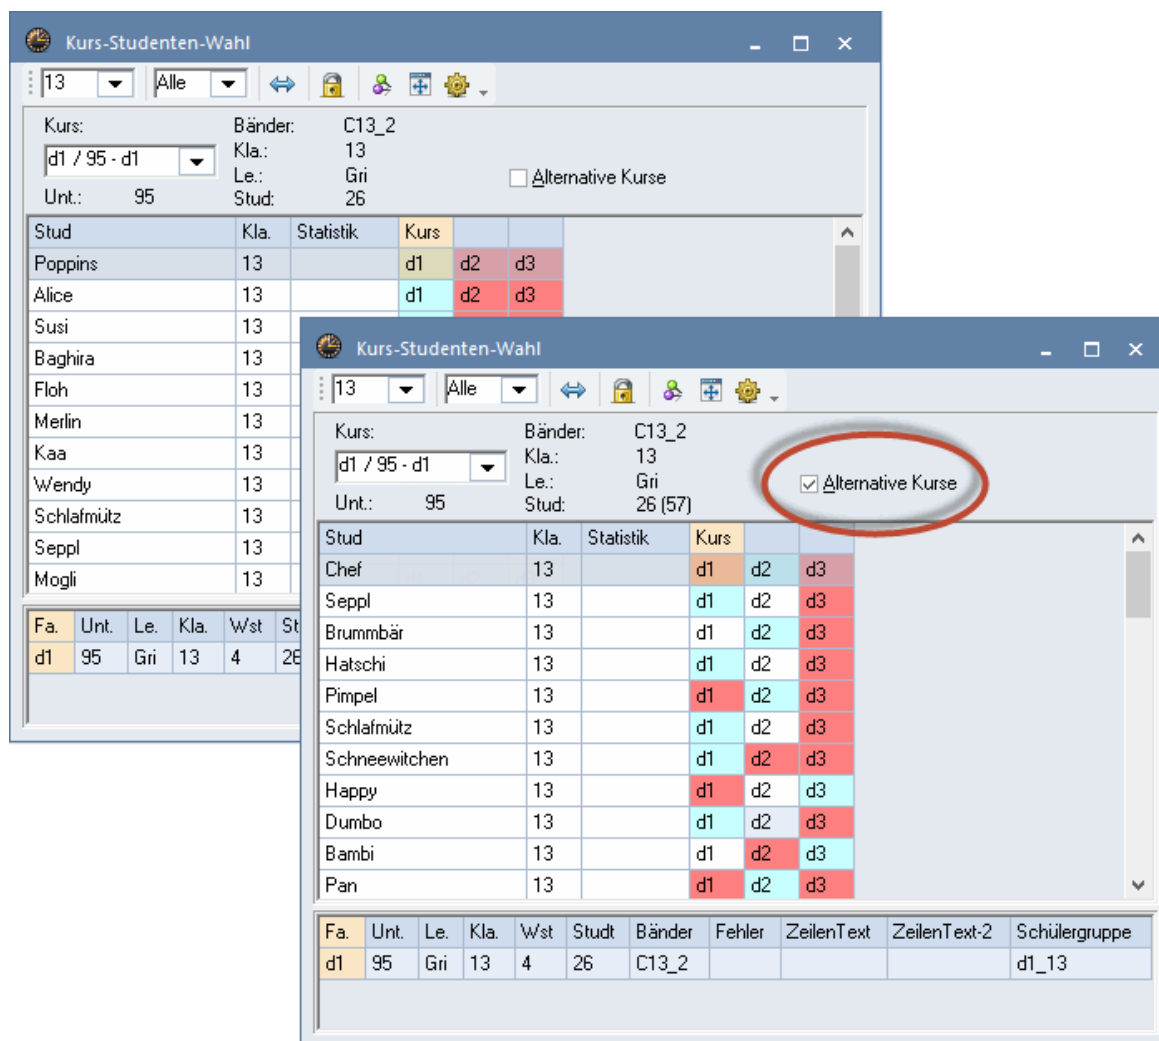 Kurs-Studenten-Wahl
13 Alle
Kurs: Bänder: C13_2
d1 / 95 - d1 Kla.: 13
Le.: Gri Alternative Kurse
Unt.: 95 Stud: 26
Stud Kla. Statistik Kurs
Poppins 13 d1 d2 d3
Alice 13 d1 d2 d3
Susi 13
Baghira 13
Floh 13
Merlin 13
Kaa 13
Wendy 13
Schlafmütz 13
Seppl 13
Mogli 13
Fa. Unt. Le. Kla. Wst St
d1 95 Gri 13 4 26
Kurs-Studenten-Wahl
13 Alle
Kurs: Bänder: C13_2
d1 / 95 - d1 Kla.: 13
Le.: Gri Alternative Kurse
Unt.: 95 Stud: 26 (57)
Stud Kla. Statistik Kurs
Chef 13 d1 d2 d3
Seppl 13 d1 d2 d3
Brummbär 13 d1 d2 d3
Hatschi 13 d1 d2 d3
Pimpel 13 d1 d2 d3
Schlafmütz 13 d1 d2 d3
Schneewitchen 13 d1 d2 d3
Happy 13 d1 d2 d3
Dumbo 13 d1 d2 d3
Bambi 13 d1 d2 d3
Pan 13 d1 d2 d3
Fa. Unt. Le. Kla. Wst Studt Bänder Fehler ZeilenText ZeilenText-2 Schülergruppe
d1 95 Gri 13 4 26 C13_2 d1_13